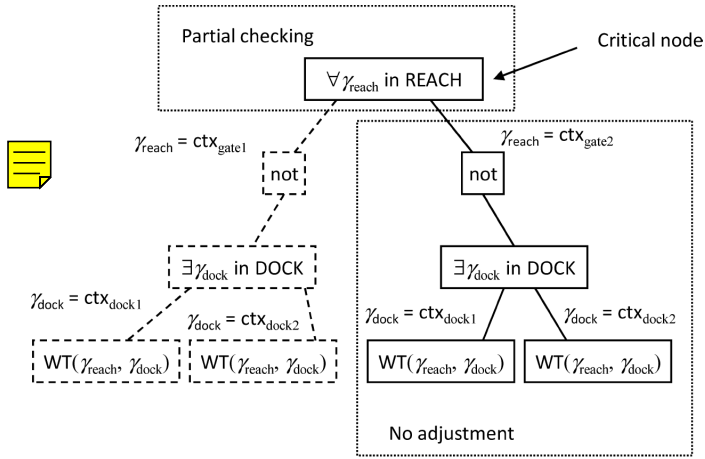 Partial checking
Critical node
∀γreach in REACH
γreach = ctxgate1
γreach = ctxgate2
not
not
∃γdock in DOCK
∃γdock in DOCK
γdock = ctxdock1
γdock = ctxdock2
γdock = ctxdock1
γdock = ctxdock2
WT(γreach, γdock)
WT(γreach, γdock)
WT(γreach, γdock)
WT(γreach, γdock)
No adjustment